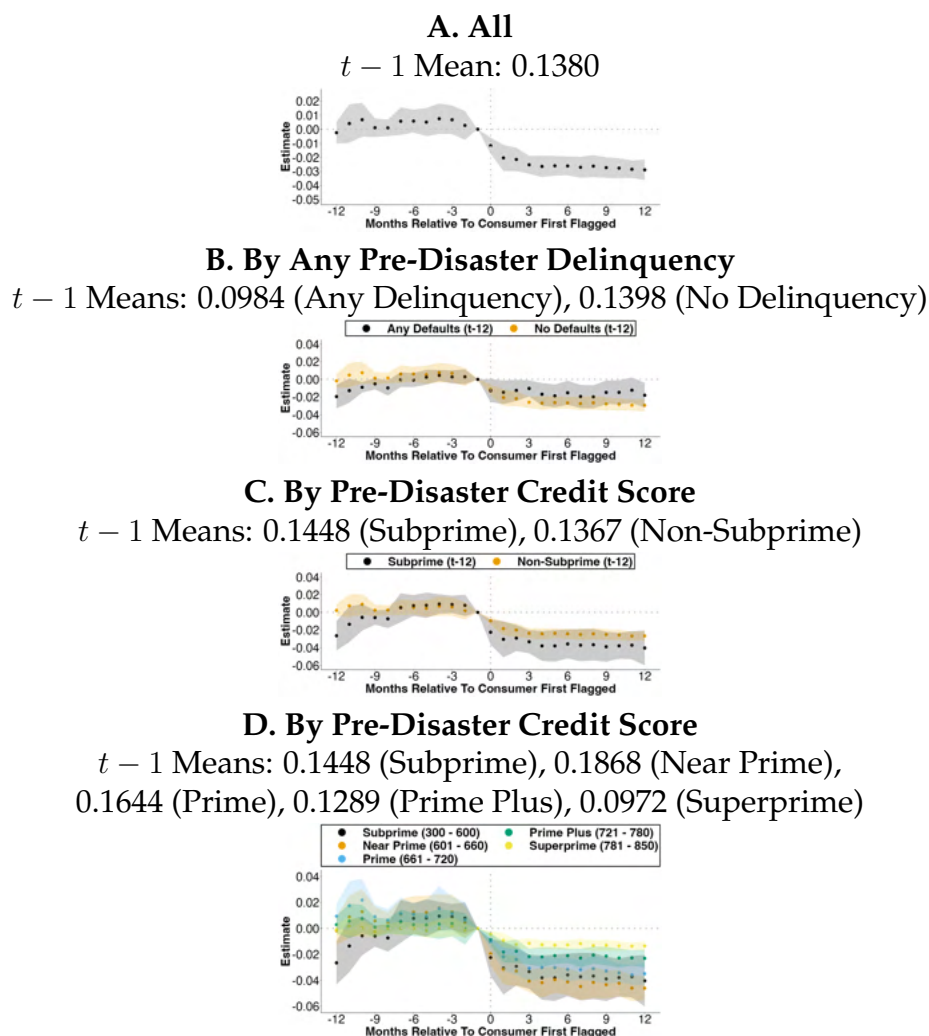 A. All
t − 1 Mean: 0.1380
0.02
0.01
0.00
-0.01
-0.02
-0.03
-0.04
-0.05
Estimate
-12 -9 -6 -3 0 3 6 9 12
Months Relative To Consumer First Flagged
B. By Any Pre-Disaster Delinquency
t − 1 Means: 0.0984 (Any Delinquency), 0.1398 (No Delinquency)
Any Defaults (t-12) No Defaults (t-12)
0.04
0.02
0.00
-0.02
-0.04
-0.06
Estimate
-12 -9 -6 -3 0 3 6 9 12
Months Relative To Consumer First Flagged
C. By Pre-Disaster Credit Score
t − 1 Means: 0.1448 (Subprime), 0.1367 (Non-Subprime)
Subprime (t-12) Non-Subprime (t-12)
0.04
0.02
0.00
-0.02
-0.04
-0.06
Estimate
-12 -9 -6 -3 0 3 6 9 12
Months Relative To Consumer First Flagged
D. By Pre-Disaster Credit Score
t − 1 Means: 0.1448 (Subprime), 0.1868 (Near Prime),
0.1644 (Prime), 0.1289 (Prime Plus), 0.0972 (Superprime)
Subprime (300 - 600) Prime Plus (721 - 780)
Near Prime (601 - 660) Superprime (781 - 850)
Prime (661 - 720)
0.04
0.02
0.00
-0.02
-0.04
-0.06
Estimate
-12 -9 -6 -3 0 3 6 9 12
Months Relative To Consumer First Flagged